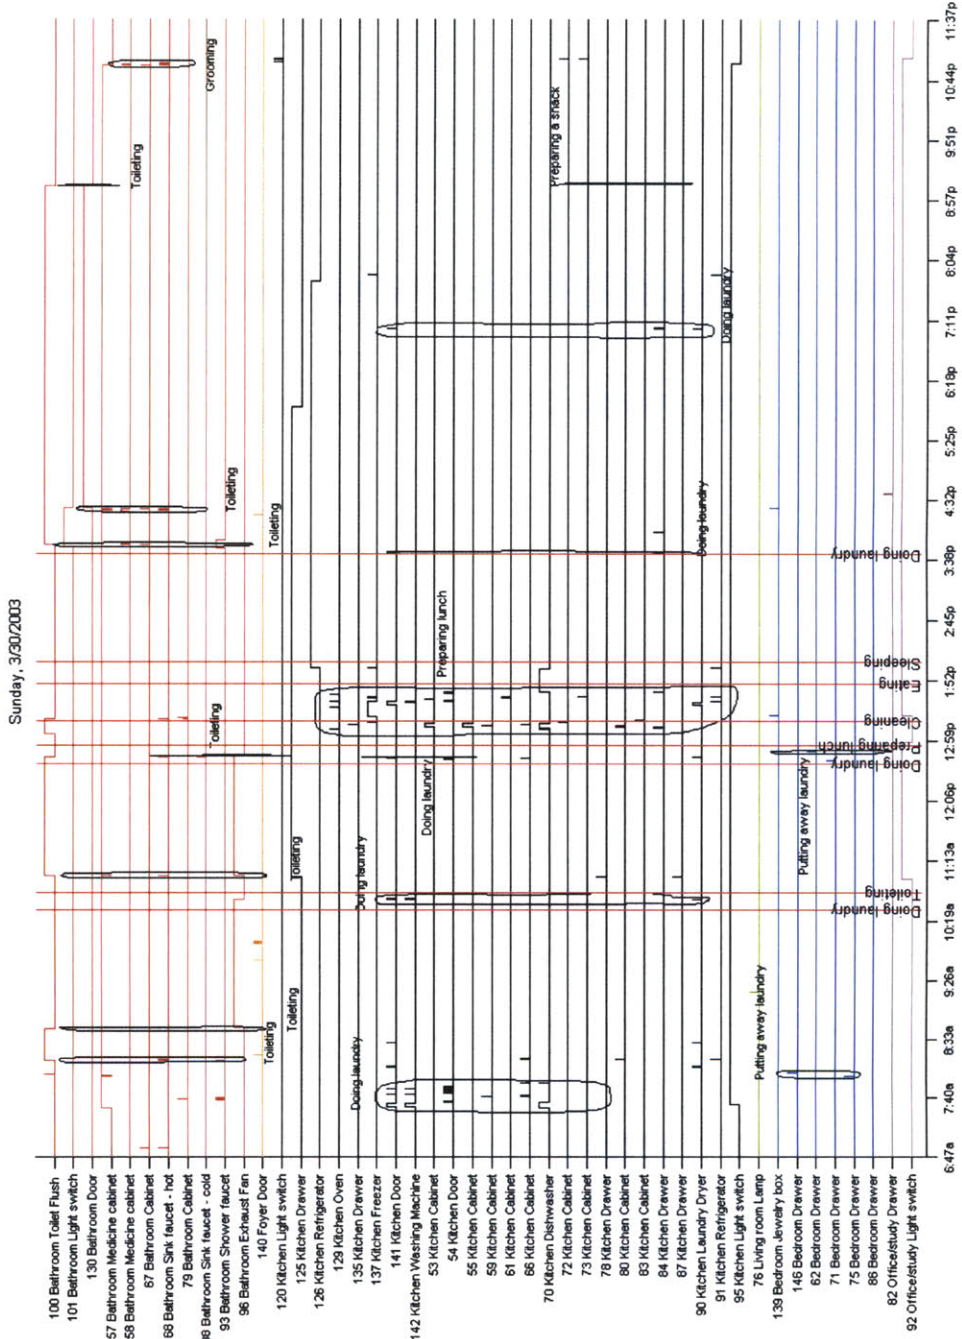 Sunday, 3/30/2003
100 Bathroom Toilet Flush
101 Bathroom Light switch
130 Bathroom Door
57 Bathroom Medicine cabinet
58 Bathroom Medicine cabinet
67 Bathroom Cabinet
68 Bathroom Sink faucet - hot
79 Bathroom Cabinet
Bathroom Sink faucet - cold
93 Bathroom Shower faucet
96 Bathroom Exhaust Fan
140 Foyer Door
120 Kitchen Light switch
125 Kitchen Drawer
126 Kitchen Refrigerator
129 Kitchen Oven
135 Kitchen Drawer
137 Kitchen Freezer
141 Kitchen Door
142 Kitchen Washing Machine
53 Kitchen Cabinet
54 Kitchen Door
55 Kitchen Cabinet
59 Kitchen Cabinet
61 Kitchen Cabinet
66 Kitchen Cabinet
70 Kitchen Dishwasher
72 Kitchen Cabinet
73 Kitchen Cabinet
78 Kitchen Drawer
80 Kitchen Cabinet
83 Kitchen Cabinet
84 Kitchen Drawer
87 Kitchen Drawer
90 Kitchen Laundry Dryer
91 Kitchen Refrigerator
95 Kitchen Light switch
76 Living room Lamp
139 Bedroom Jewelry box
146 Bedroom Drawer
62 Bedroom Drawer
71 Bedroom Drawer
75 Bedroom Drawer
86 Bedroom Drawer
82 Office/study Drawer
92 Office/study Light switch
6:47a
7:40a
8:33a
9:26a
10:19a
11:13a
12:06p
12:59p
1:52p
2:45p
3:38p
4:32p
5:25p
6:18p
7:11p
8:04p
8:57p
9:51p
10:44p
11:37p
Toileting
Toileting
Toileting
Toileting
Toileting
Toileting
Toileting
Grooming
Doing laundry
Doing laundry
Doing laundry
Preparing lunch
Doing laundry
Doing laundry
Preparing a snack
Putting away laundry
Putting away laundry
Doing laundry
Toileting
Doing laundry
Preparing lunch
Cleaning
Eating
Sleeping
Doing laundry